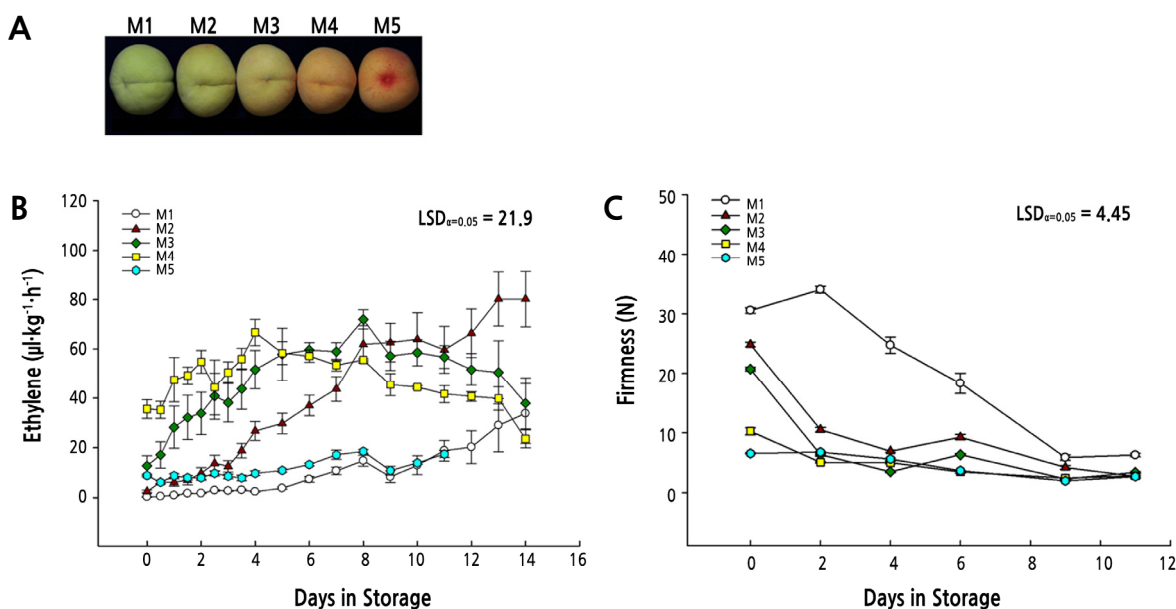 A
M1 M2 M3 M4 M5
B
120
100
80
60
40
20
0
Ethylene (µl·kg⁻¹·h⁻¹)
M1
M2
M3
M4
M5
LSDα=0.05 = 21.9
0 2 4 6 8 10 12 14 16
Days in Storage
C
50
40
30
20
10
0
Firmness (N)
M1
M2
M3
M4
M5
LSDα=0.05 = 4.45
0 2 4 6 8 10 12
Days in Storage